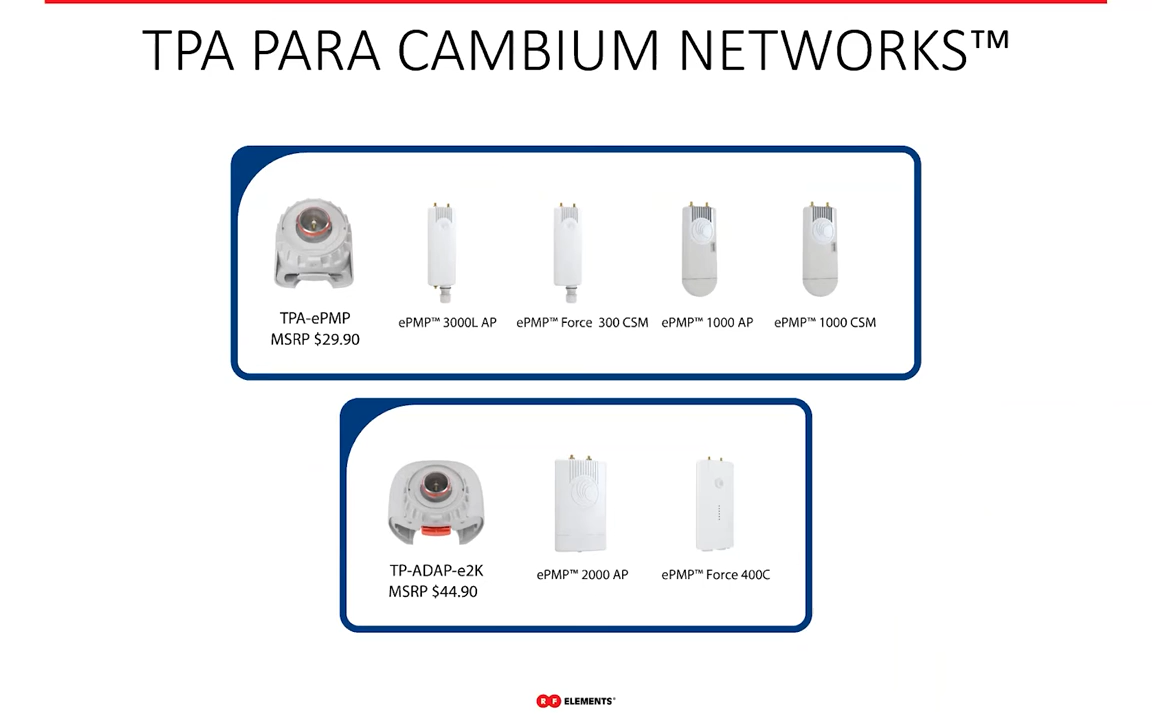 TPA PARA CAMBIUM NETWORKS™
TPA-ePMP
MSRP $29.90
ePMP™ 3000L AP
ePMP™ Force 300 CSM
ePMP™ 1000 AP
ePMP™ 1000 CSM
TP-ADAP-e2K
MSRP $44.90
ePMP™ 2000 AP
ePMP™ Force 400C
RF ELEMENTS®